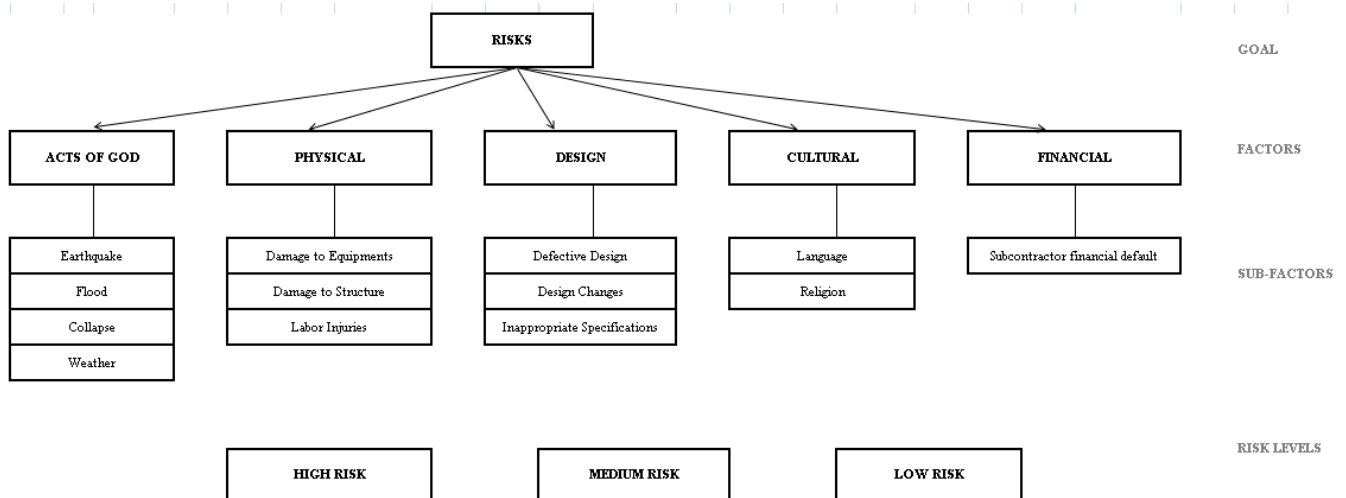 RISKS
GOAL
ACTS OF GOD
PHYSICAL
DESIGN
CULTURAL
FINANCIAL
FACTORS
Earthquake
Damage to Equipments
Defective Design
Language
Subcontractor financial default
SUB-FACTORS
Flood
Damage to Structure
Design Changes
Religion
Collapse
Labor Injuries
Inappropriate Specifications
Weather
RISK LEVELS
HIGH RISK
MEDIUM RISK
LOW RISK